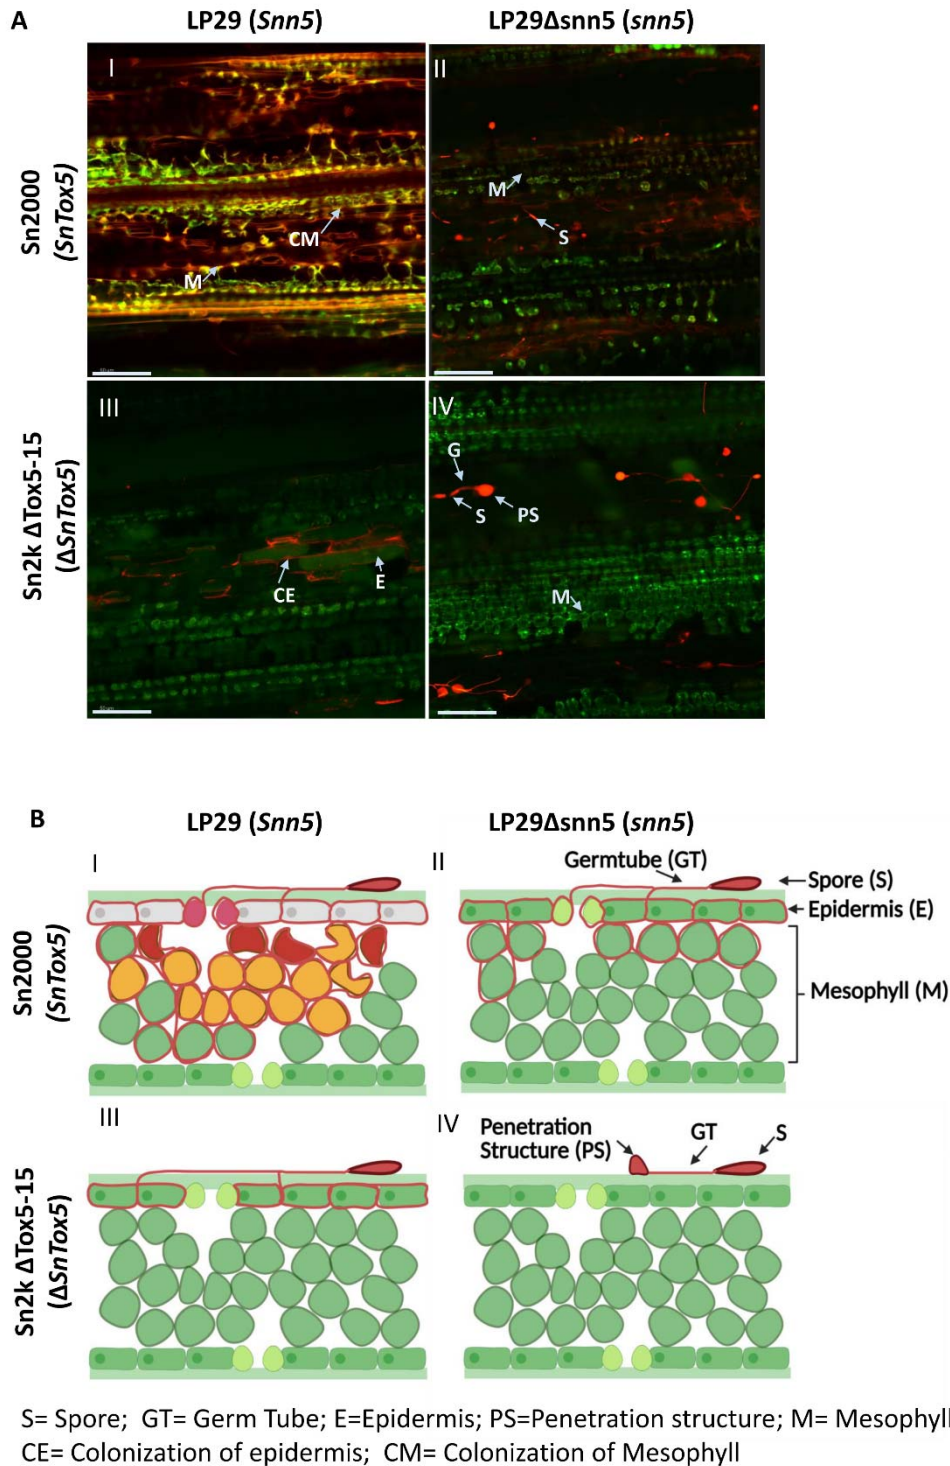 A
LP29 (Snn5)
LP29Δsnn5 (snn5)
Sn2000
(SnTox5)
I
CM
M
II
M
S
Sn2k ΔTox5-15
(ΔSnTox5)
III
CE
E
IV
G
S
PS
M
B
LP29 (Snn5)
LP29Δsnn5 (snn5)
Sn2000
(SnTox5)
I
II
Germtube (GT)
Spore (S)
Epidermis (E)
Mesophyll (M)
Sn2k ΔTox5-15
(ΔSnTox5)
III
IV
Penetration
Structure (PS)
GT
S
S= Spore; GT= Germ Tube; E=Epidermis; PS=Penetration structure; M= Mesophyll
CE= Colonization of epidermis; CM= Colonization of Mesophyll